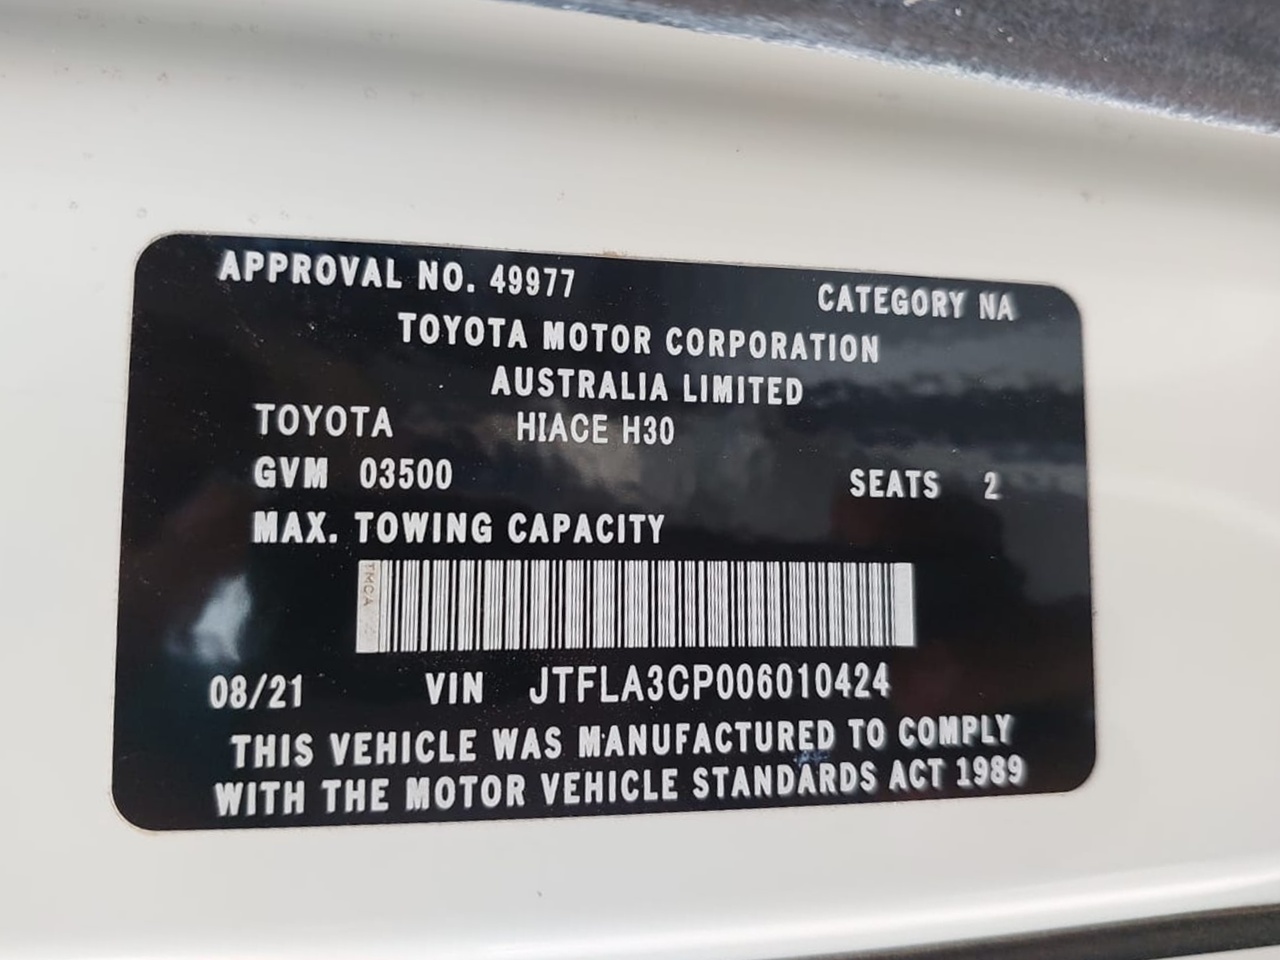 APPROVAL NO. 49977 CATEGORY NA
TOYOTA MOTOR CORPORATION
AUSTRALIA LIMITED
TOYOTA HIACE H30
GVM 03500 SEATS 2
MAX. TOWING CAPACITY
TMCA
08/21 VIN JTFLA3CP006010424
THIS VEHICLE WAS MANUFACTURED TO COMPLY
WITH THE MOTOR VEHICLE STANDARDS ACT 1989